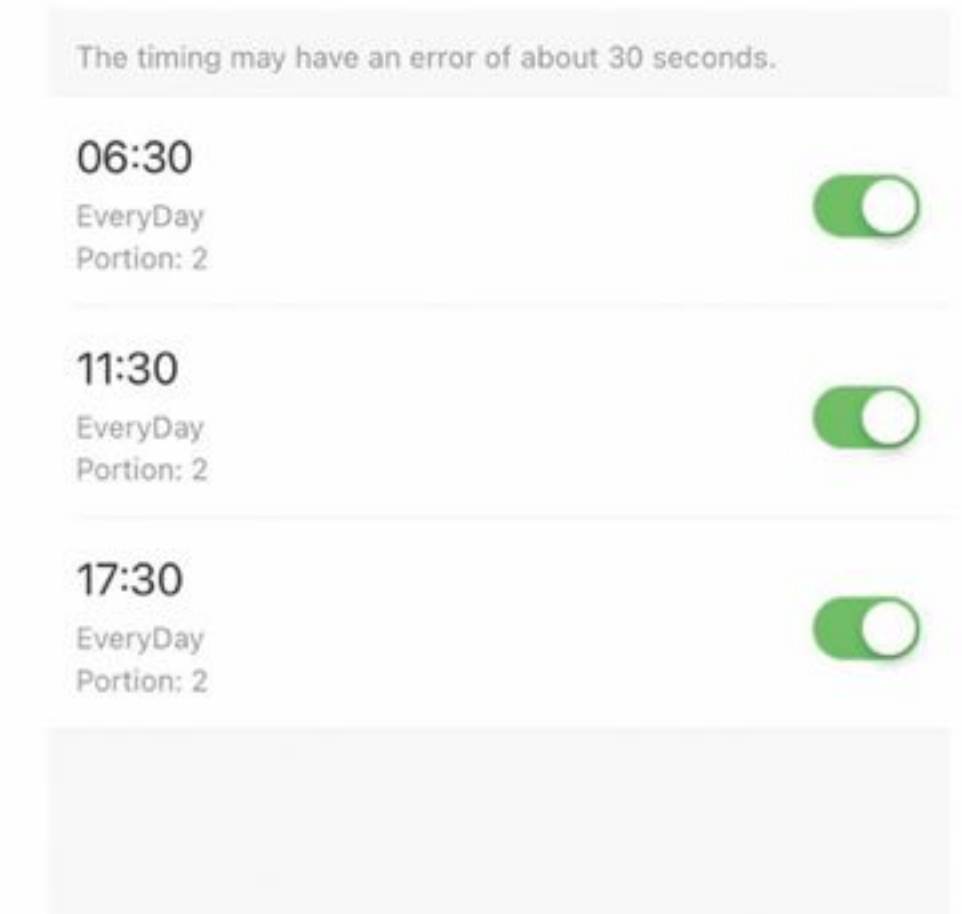 The timing may have an error of about 30 seconds.
06:30
EveryDay
Portion: 2
11:30
EveryDay
Portion: 2
17:30
EveryDay
Portion: 2